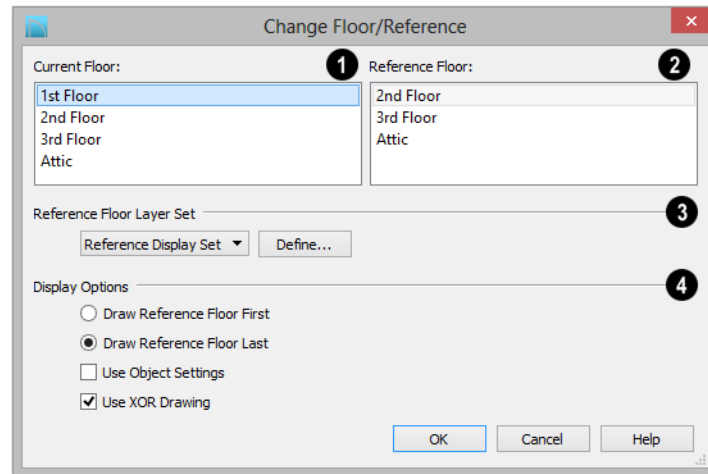 Change Floor/Reference
Current Floor: 1 Reference Floor: 2
1st Floor
2nd Floor
3rd Floor
Attic
2nd Floor
3rd Floor
Attic
Reference Floor Layer Set 3
Reference Display Set Define...
Display Options 4
Draw Reference Floor First
Draw Reference Floor Last
Use Object Settings
Use XOR Drawing
OK Cancel Help